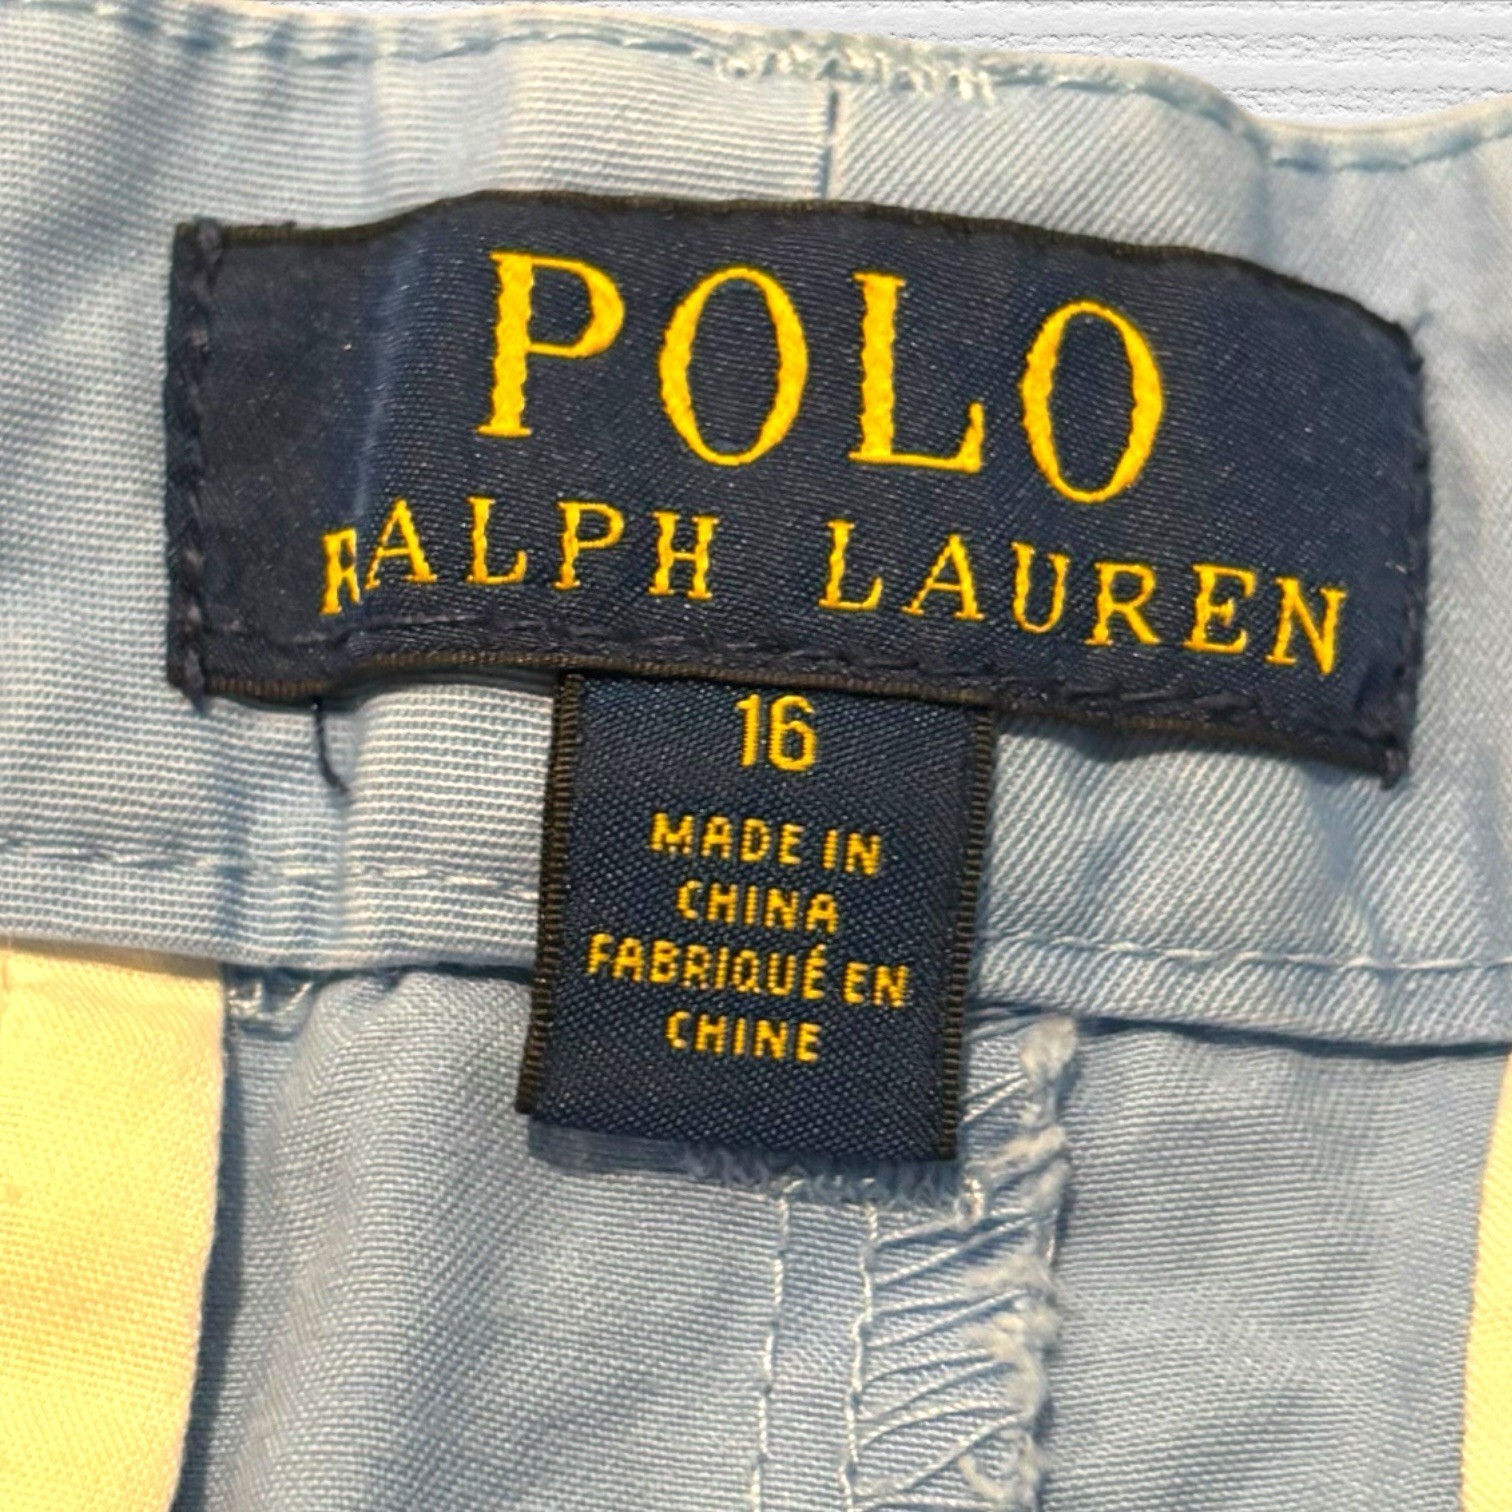 POLO
RALPH LAUREN
16
MADE IN
CHINA
FABRIQUÉ EN
CHINE